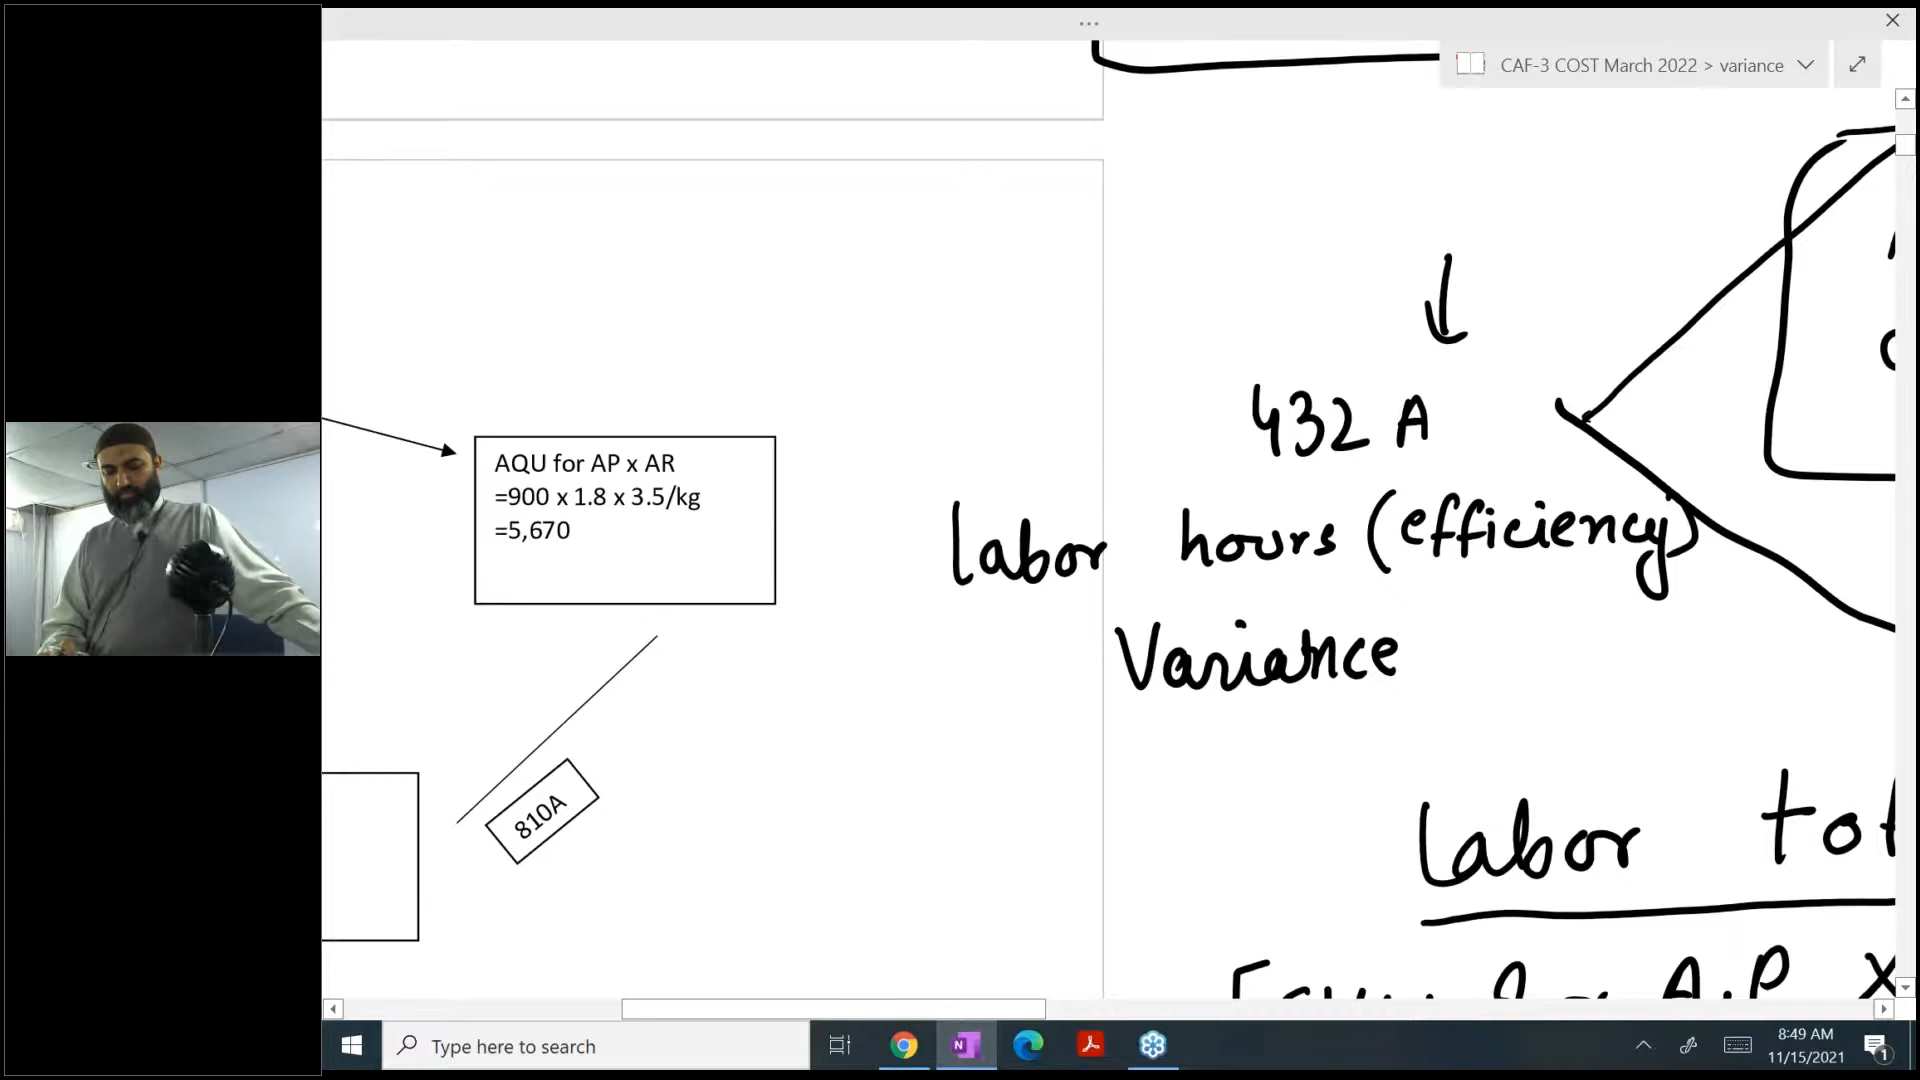 CAF-3 COST March 2022 > variance
AQU for AP x AR
=900 x 1.8 x 3.5/kg
=5,670
810A
432 A
labor hours (efficiency)
Variance
labor
A.P x
Type here to search
8:49 AM
11/15/2021
1